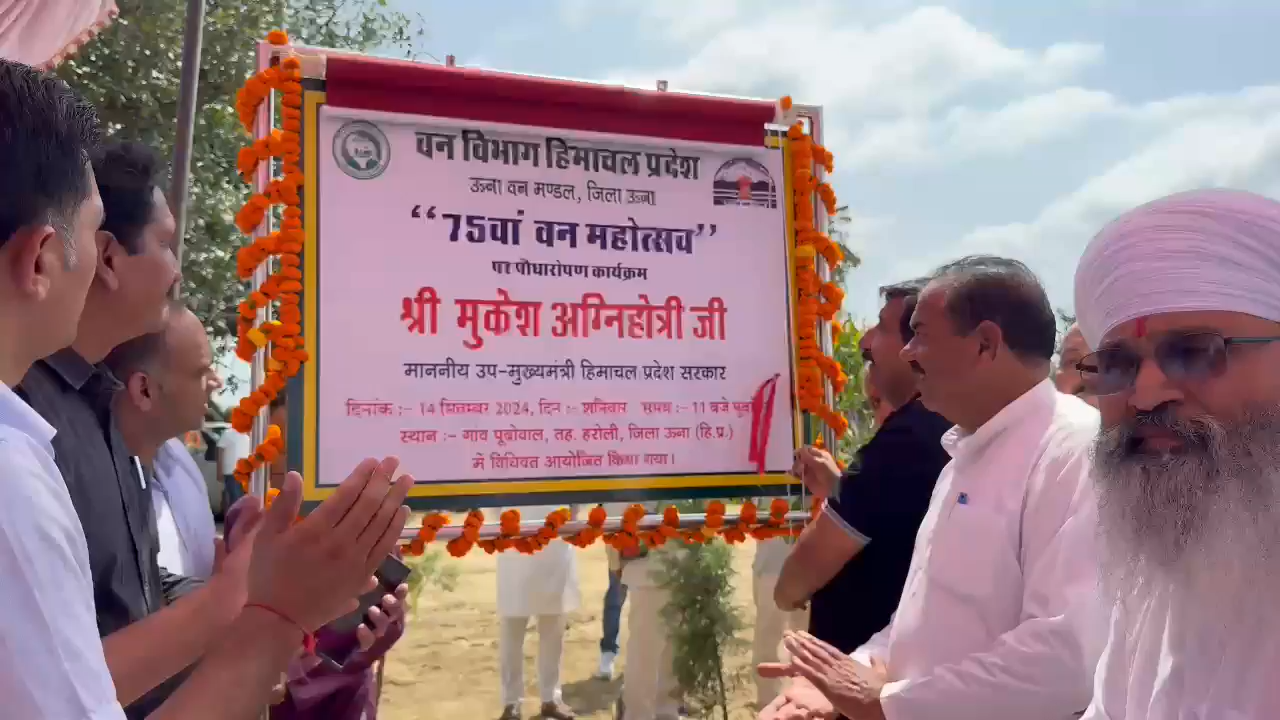 वन विभाग हिमाचल प्रदेश
ऊना वन मण्डल, जिला ऊना
“75वां वन महोत्सव”
पर पौधारोपण कार्यक्रम
श्री मुकेश अग्निहोत्री जी
माननीय उप-मुख्यमंत्री हिमाचल प्रदेश सरकार
दिनांक :- 14 सितम्बर 2024, दिन :- शनिवार समय :- 11 बजे
स्थान :- गांव पूबोवाल, तह. हरोली, जिला ऊना (हि.प्र.)
में विधिवत आयोजित किया गया।